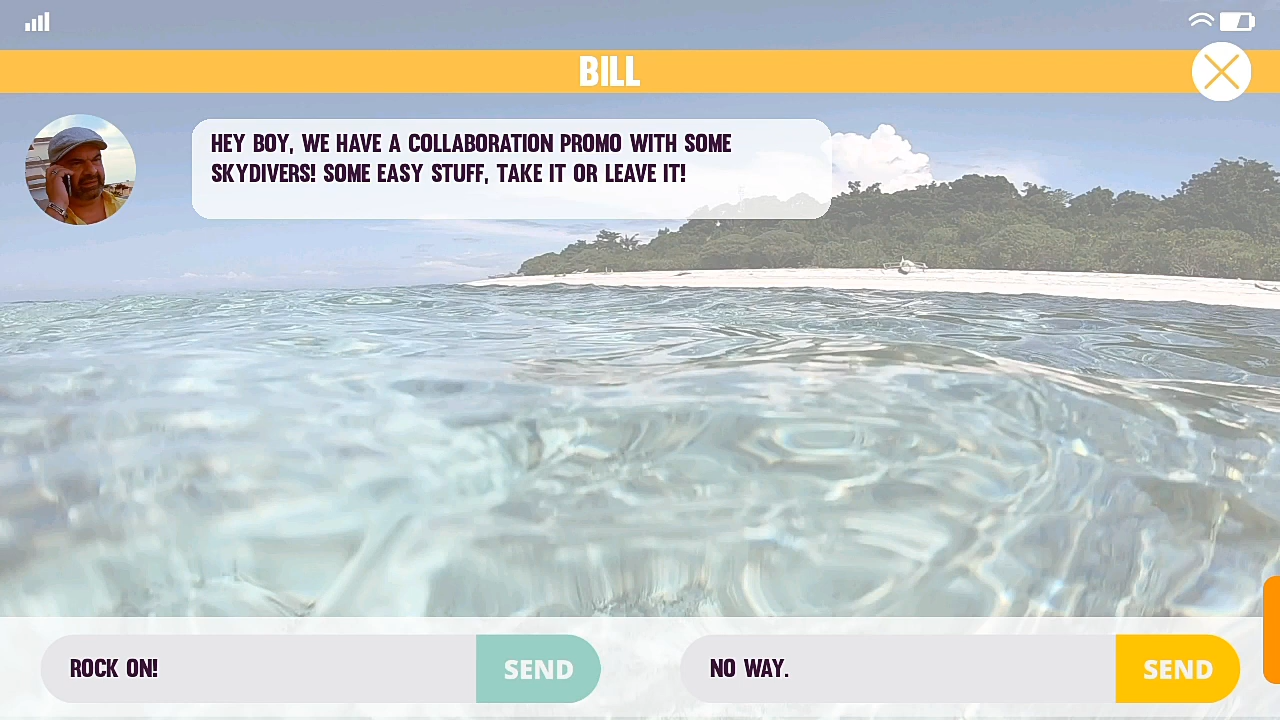 BILL
HEY BOY, WE HAVE A COLLABORATION PROMO WITH SOME
SKYDIVERS! SOME EASY STUFF, TAKE IT OR LEAVE IT!
ROCK ON!
SEND
NO WAY.
SEND